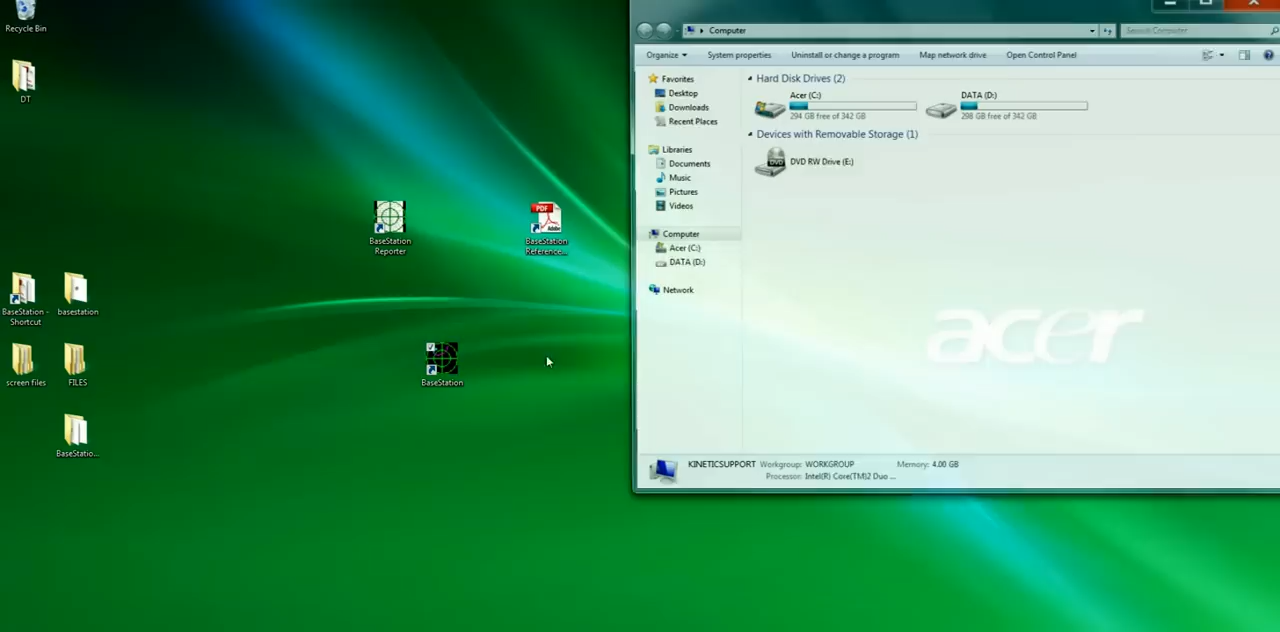 Recycle Bin
DT
BaseStation
Reporter
BaseStation
Reference...
BaseStation -
Shortcut
basestation
screen files
FILES
BaseStation
BaseStatio...
Computer
Search Computer
Organize
System properties
Uninstall or change a program
Map network drive
Open Control Panel
Favorites
Desktop
Downloads
Recent Places
Libraries
Documents
Music
Pictures
Videos
Computer
Acer (C:)
DATA (D:)
Network
Hard Disk Drives (2)
Acer (C:)
294 GB free of 342 GB
DATA (D:)
298 GB free of 342 GB
Devices with Removable Storage (1)
DVD
DVD RW Drive (E:)
PDF
Adobe
acer
KINETICSUPPORT Workgroup: WORKGROUP Memory: 4.00 GB
Processor: Intel(R) Core(TM)2 Duo ...